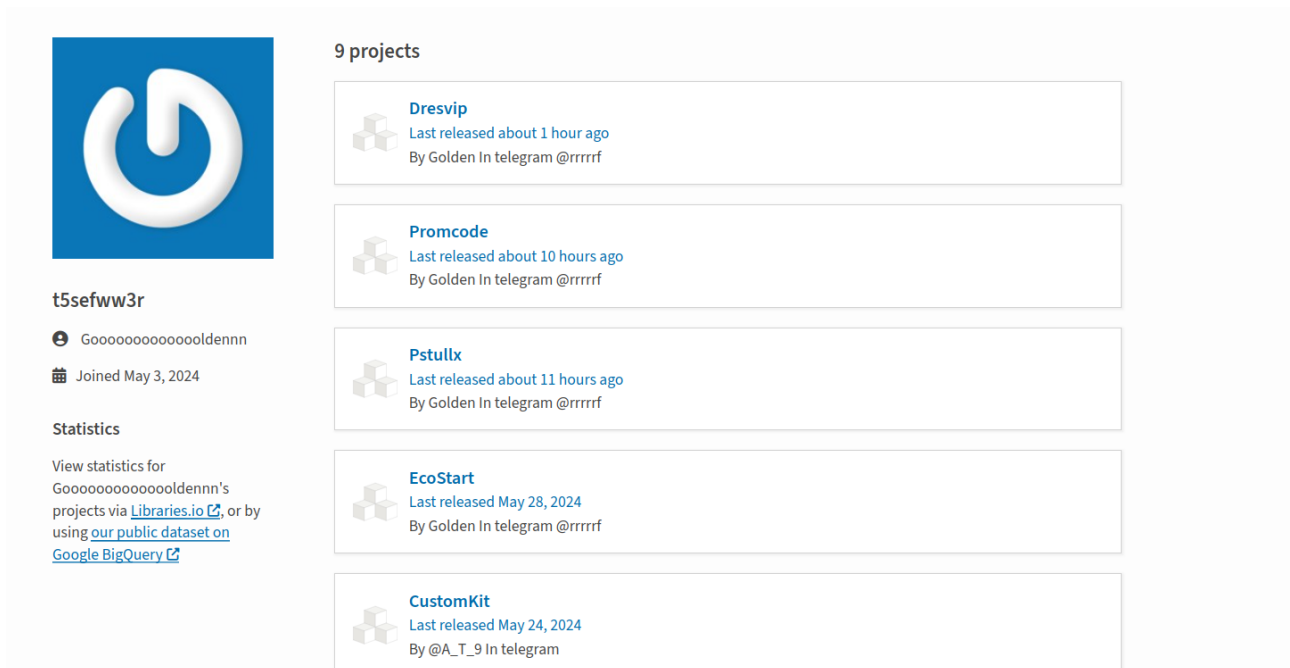 9 projects
Dresvip
Last released about 1 hour ago
By Golden In telegram @rrrrrf
Promcode
Last released about 10 hours ago
By Golden In telegram @rrrrrf
Pstullx
Last released about 11 hours ago
By Golden In telegram @rrrrrf
EcoStart
Last released May 28, 2024
By Golden In telegram @rrrrrf
CustomKit
Last released May 24, 2024
By @A_T_9 In telegram
t5sefww3r
Gooooooooooooooldennn
Joined May 3, 2024
Statistics
View statistics for
Gooooooooooooooldennn's
projects via Libraries.io, or by
using our public dataset on
Google BigQuery